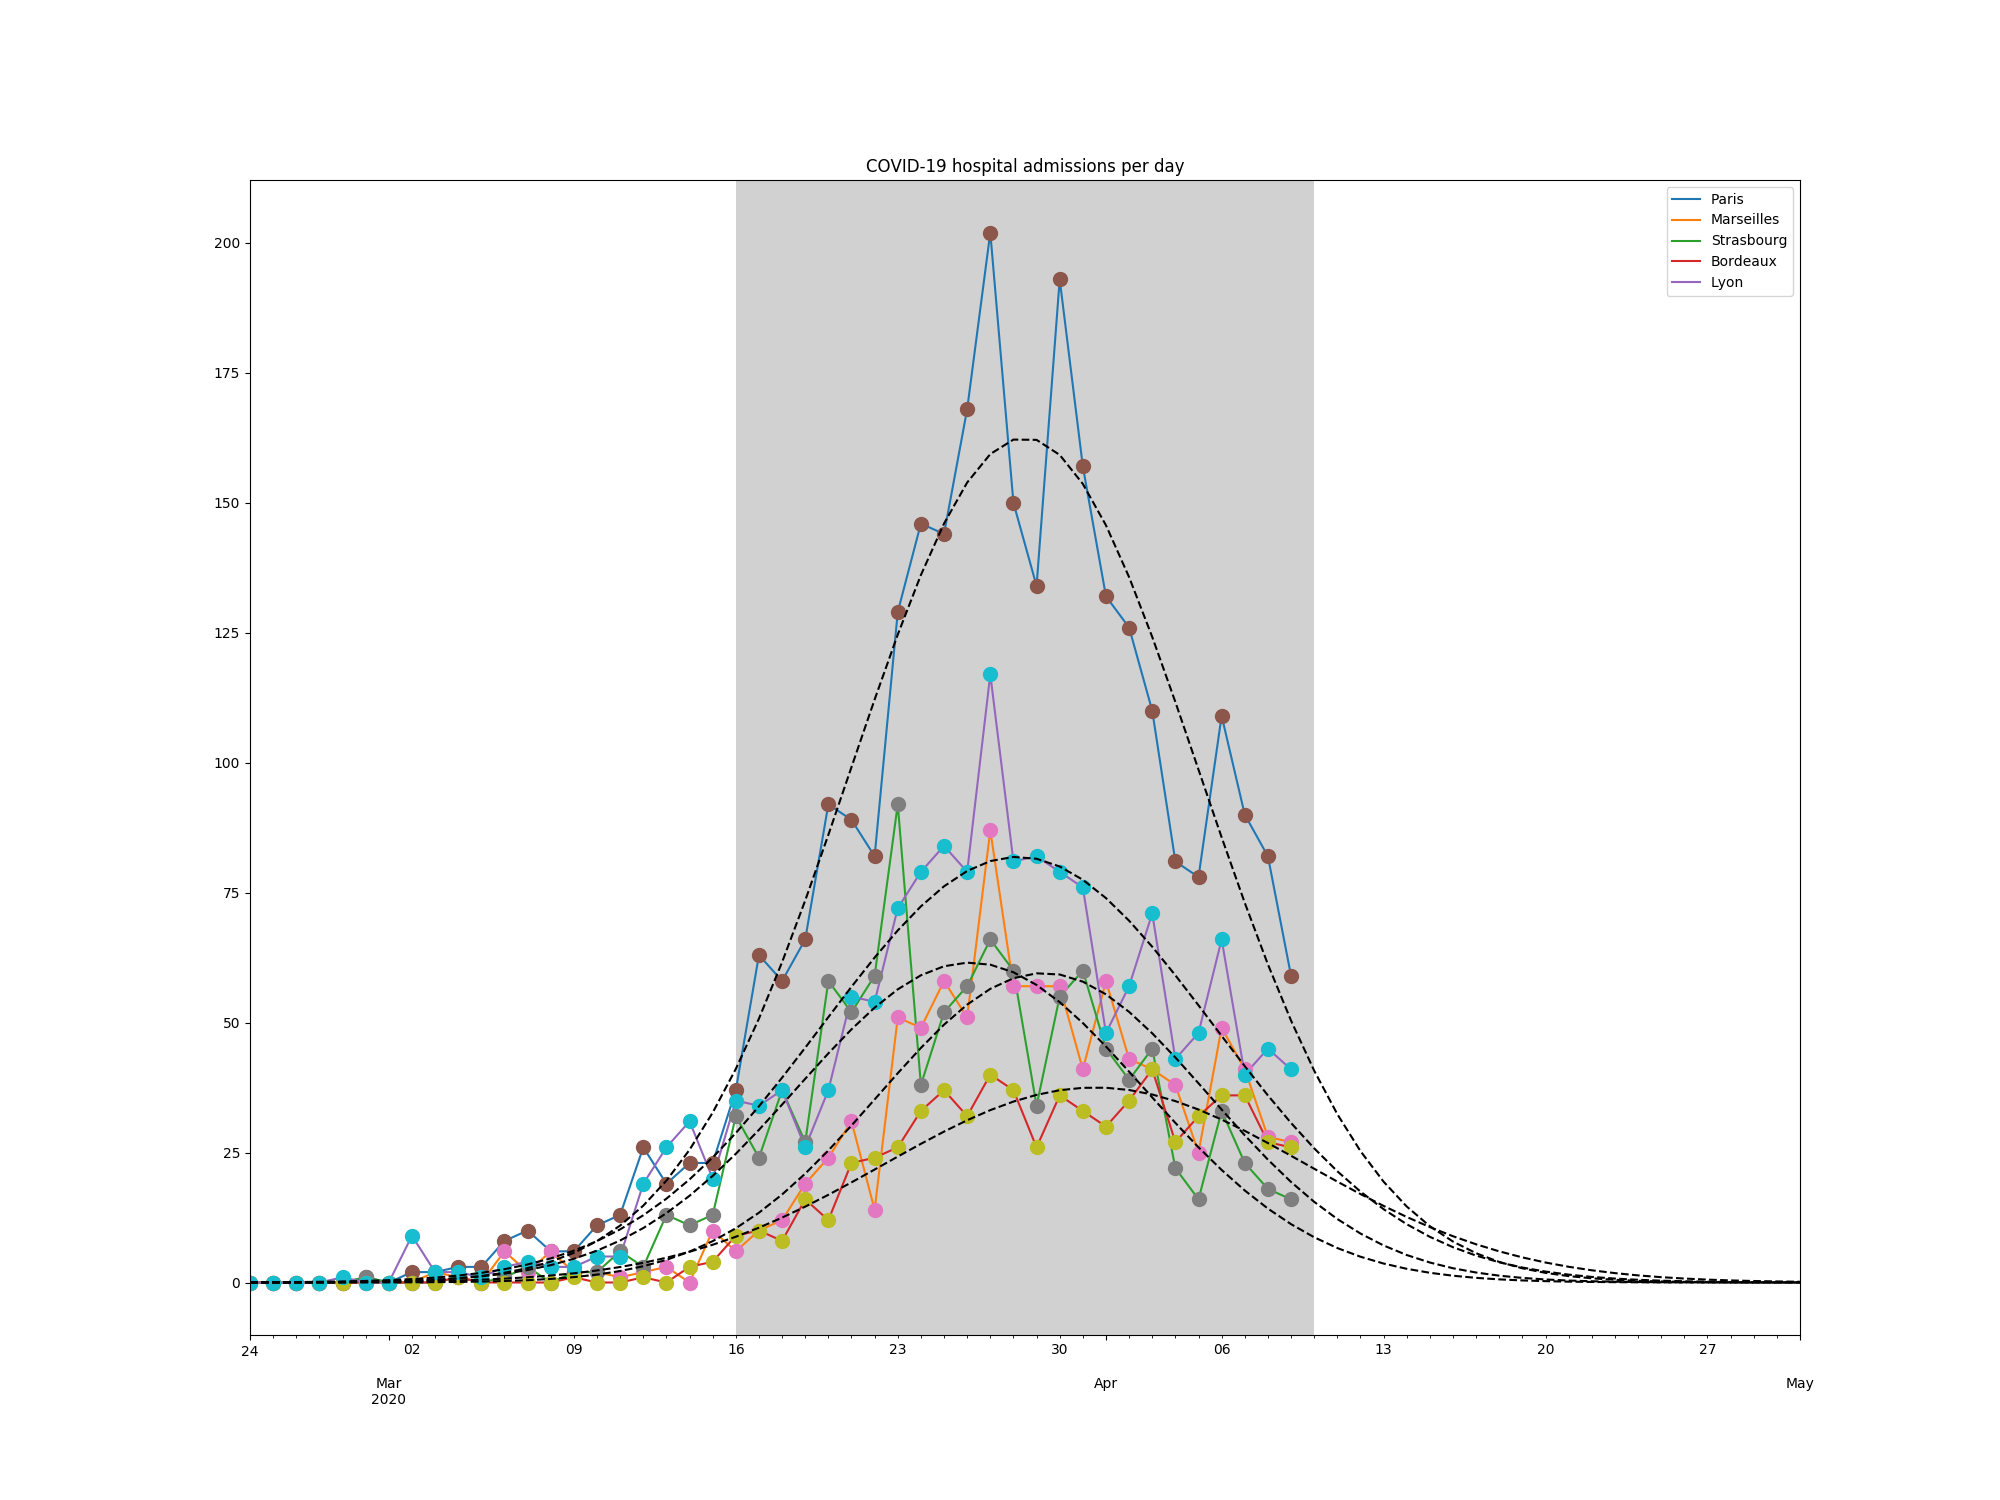 COVID-19 hospital admissions per day
Paris
Marseilles
Strasbourg
Bordeaux
Lyon
200
175
150
125
100
75
50
25
0
24 02 09 16 23 30 06 13 20 27
Mar Apr May
2020